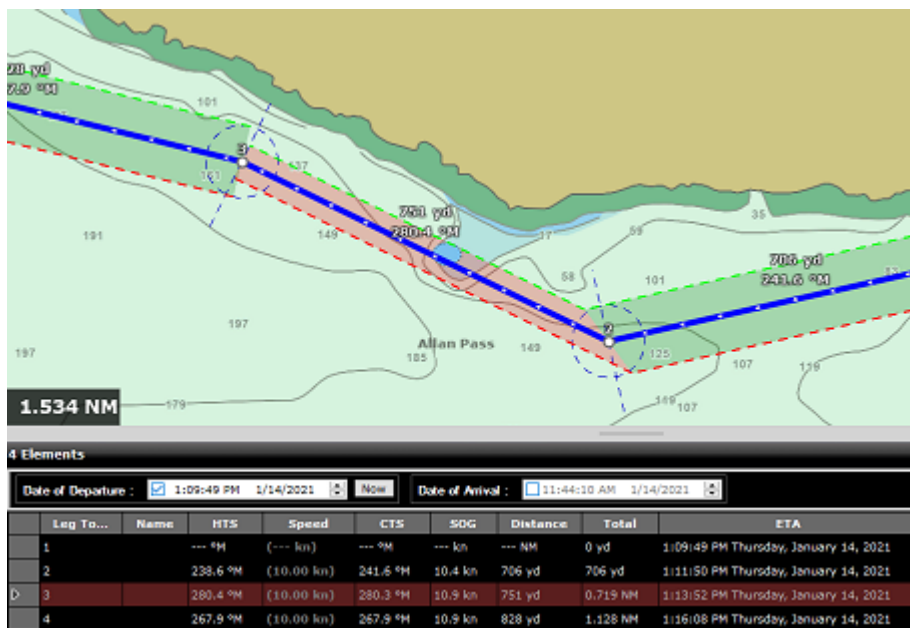 28 yd
7.9 °M
101
3
137
161
751 yd
280.4 °M
191
149
37
59
35
58
101
706 yd
241.6 °M
197
2
Allan Pass
149
125
107
119
197
185
1.534 NM
179
119
107
4 Elements
Date of Departure : 1:09:49 PM 1/14/2021 Now Date of Arrival : 11:44:10 AM 1/14/2021
Leg To... Name HTS Speed CTS SOG Distance Total ETA
1 --- °M (--- kn) --- °M --- kn --- NM 0 yd 1:09:49 PM Thursday, January 14, 2021
2 238.6 °M (10.00 kn) 241.6 °M 10.4 kn 706 yd 706 yd 1:11:50 PM Thursday, January 14, 2021
3 280.4 °M (10.00 kn) 280.3 °M 10.9 kn 751 yd 0.719 NM 1:13:52 PM Thursday, January 14, 2021
4 267.9 °M (10.00 kn) 267.9 °M 10.9 kn 828 yd 1.128 NM 1:16:08 PM Thursday, January 14, 2021